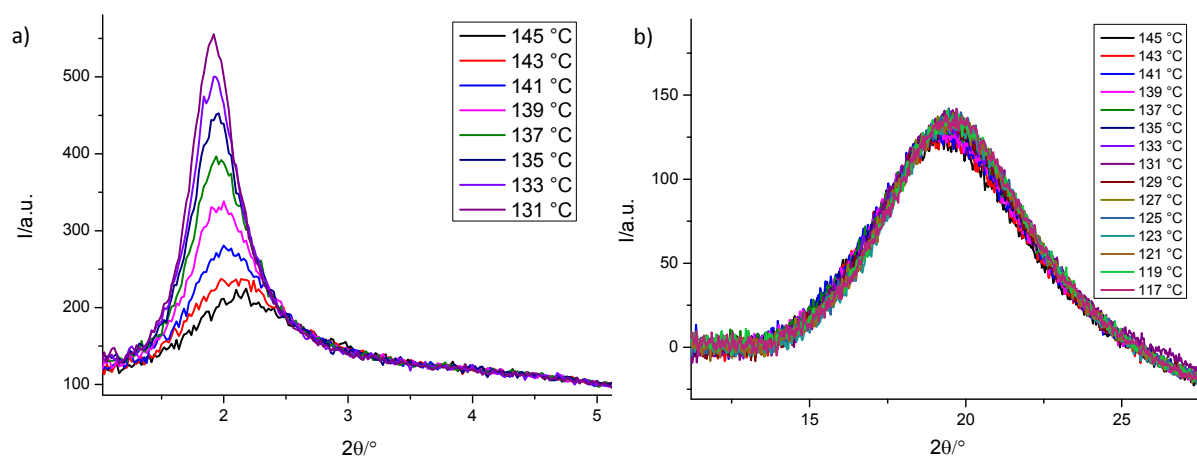 a)
I/a.u.
500
400
300
200
100
2
3
4
5
2θ/°
145 °C
143 °C
141 °C
139 °C
137 °C
135 °C
133 °C
131 °C
b)
I/a.u.
150
100
50
0
15
20
25
2θ/°
145 °C
143 °C
141 °C
139 °C
137 °C
135 °C
133 °C
131 °C
129 °C
127 °C
125 °C
123 °C
121 °C
119 °C
117 °C